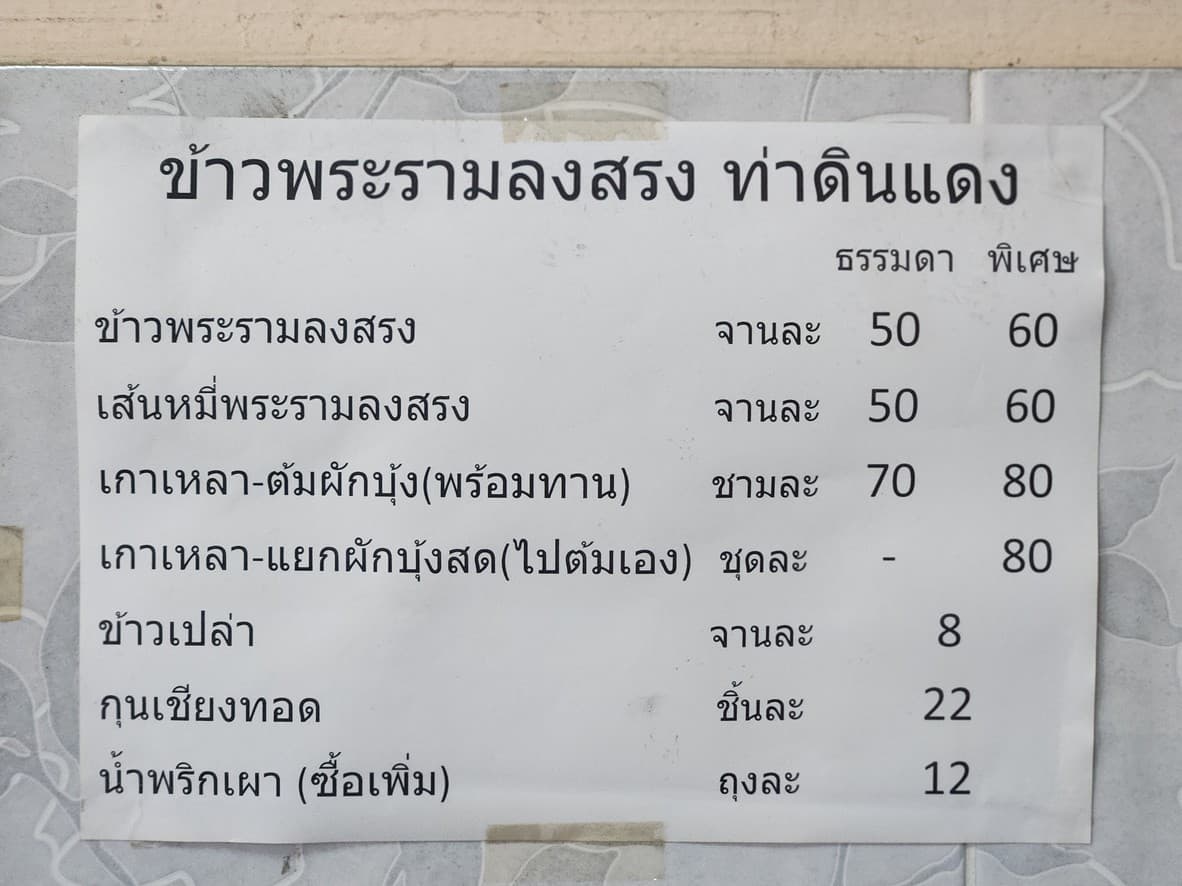 ข้าวพระรามลงสรง ท่าดินแดง
ธรรมดา พิเศษ
ข้าวพระรามลงสรง จานละ 50 60
เส้นหมี่พระรามลงสรง จานละ 50 60
เกาเหลา-ต้มผักบุ้ง(พร้อมทาน) ชามละ 70 80
เกาเหลา-แยกผักบุ้งสด(ไปต้มเอง) ชุดละ - 80
ข้าวเปล่า จานละ 8
กุนเชียงทอด ชิ้นละ 22
น้ำพริกเผา (ซื้อเพิ่ม) ถุงละ 12